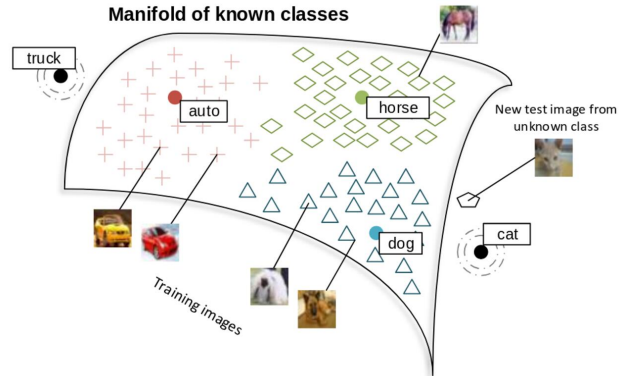 Manifold of known classes
truck
auto
horse
New test image from
unknown class
cat
dog
Training images